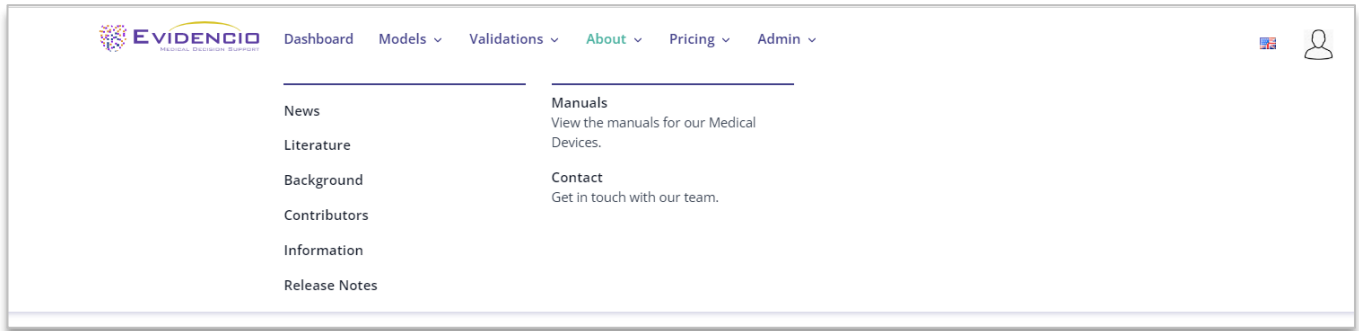 EVIDENCIO
MEDICAL DECISION SUPPORT
Dashboard Models Validations About Pricing Admin
News
Literature
Background
Contributors
Information
Release Notes
Manuals
View the manuals for our Medical
Devices.
Contact
Get in touch with our team.